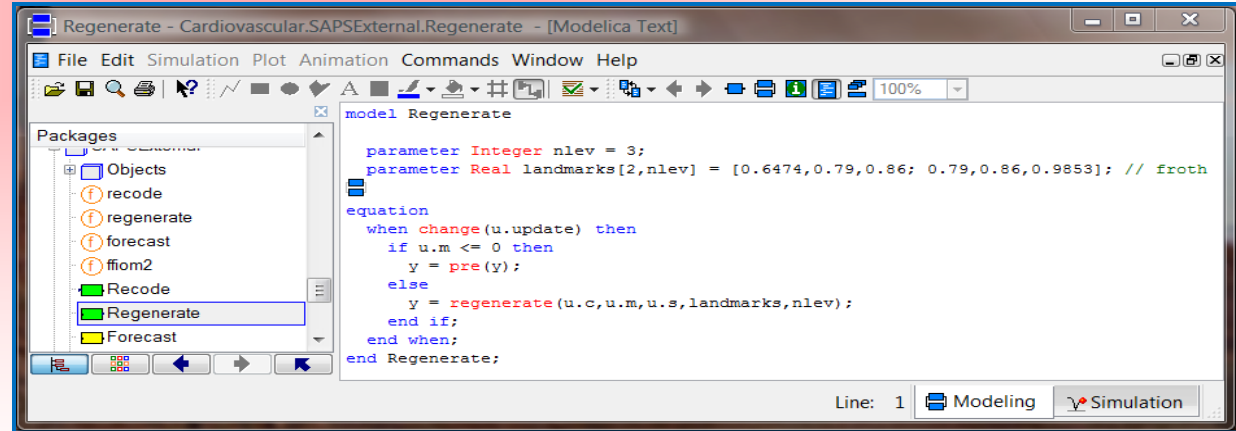 Regenerate - Cardiovascular.SAPSExternal.Regenerate - [Modelica Text]
File Edit Simulation Plot Animation Commands Window Help
100%
Packages
SAPSExternal
Objects
recode
regenerate
forecast
ffiom2
Recode
Regenerate
Forecast
model Regenerate
parameter Integer nlev = 3;
parameter Real landmarks[2,nlev] = [0.6474,0.79,0.86; 0.79,0.86,0.9853]; // froth
equation
when change(u.update) then
if u.m <= 0 then
y = pre(y);
else
y = regenerate(u.c,u.m,u.s,landmarks,nlev);
end if;
end when;
end Regenerate;
Line: 1 Modeling Simulation